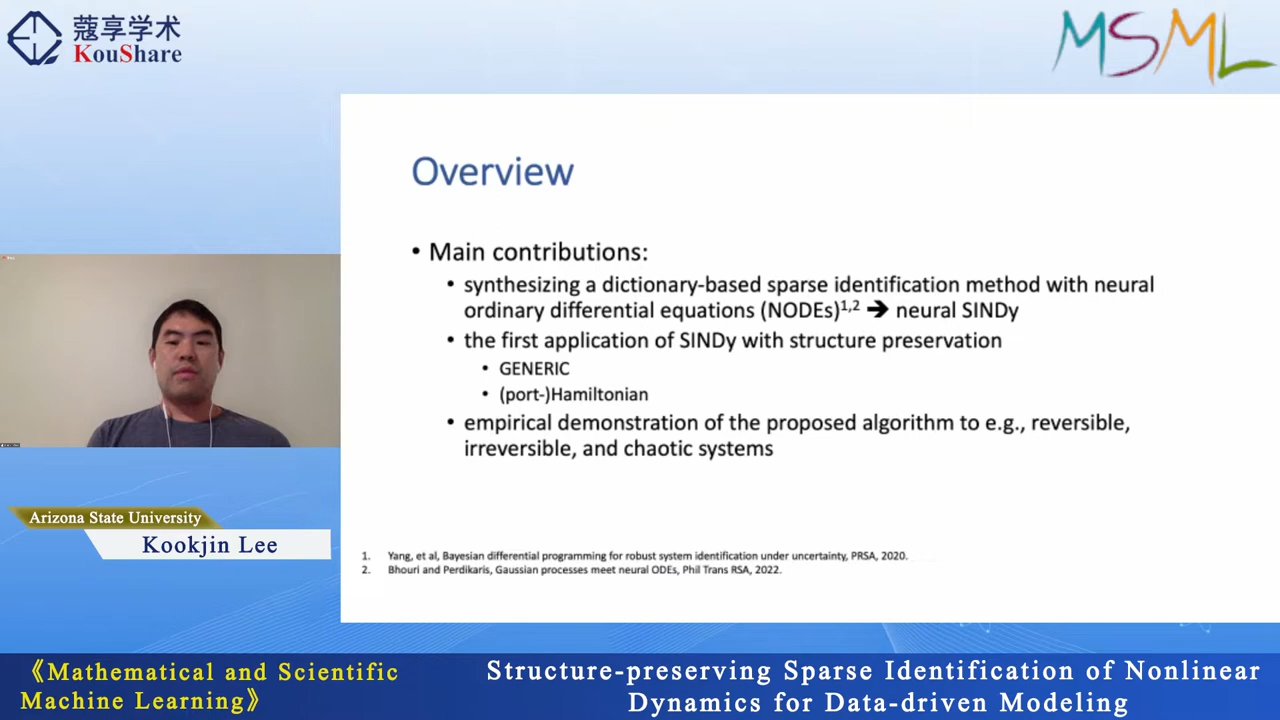 蔻享学术
KouShare
MSML
Overview
• Main contributions:
• synthesizing a dictionary-based sparse identification method with neural
ordinary differential equations (NODEs)1,2 → neural SINDy
• the first application of SINDy with structure preservation
• GENERIC
• (port-)Hamiltonian
• empirical demonstration of the proposed algorithm to e.g., reversible,
irreversible, and chaotic systems
1. Yang, et al, Bayesian differential programming for robust system identification under uncertainty, PRSA, 2020.
2. Bhouri and Perdikaris, Gaussian processes meet neural ODEs, Phil Trans RSA, 2022.
Arizona State University
Kookjin Lee
《Mathematical and Scientific
Machine Learning》
Structure-preserving Sparse Identification of Nonlinear
Dynamics for Data-driven Modeling